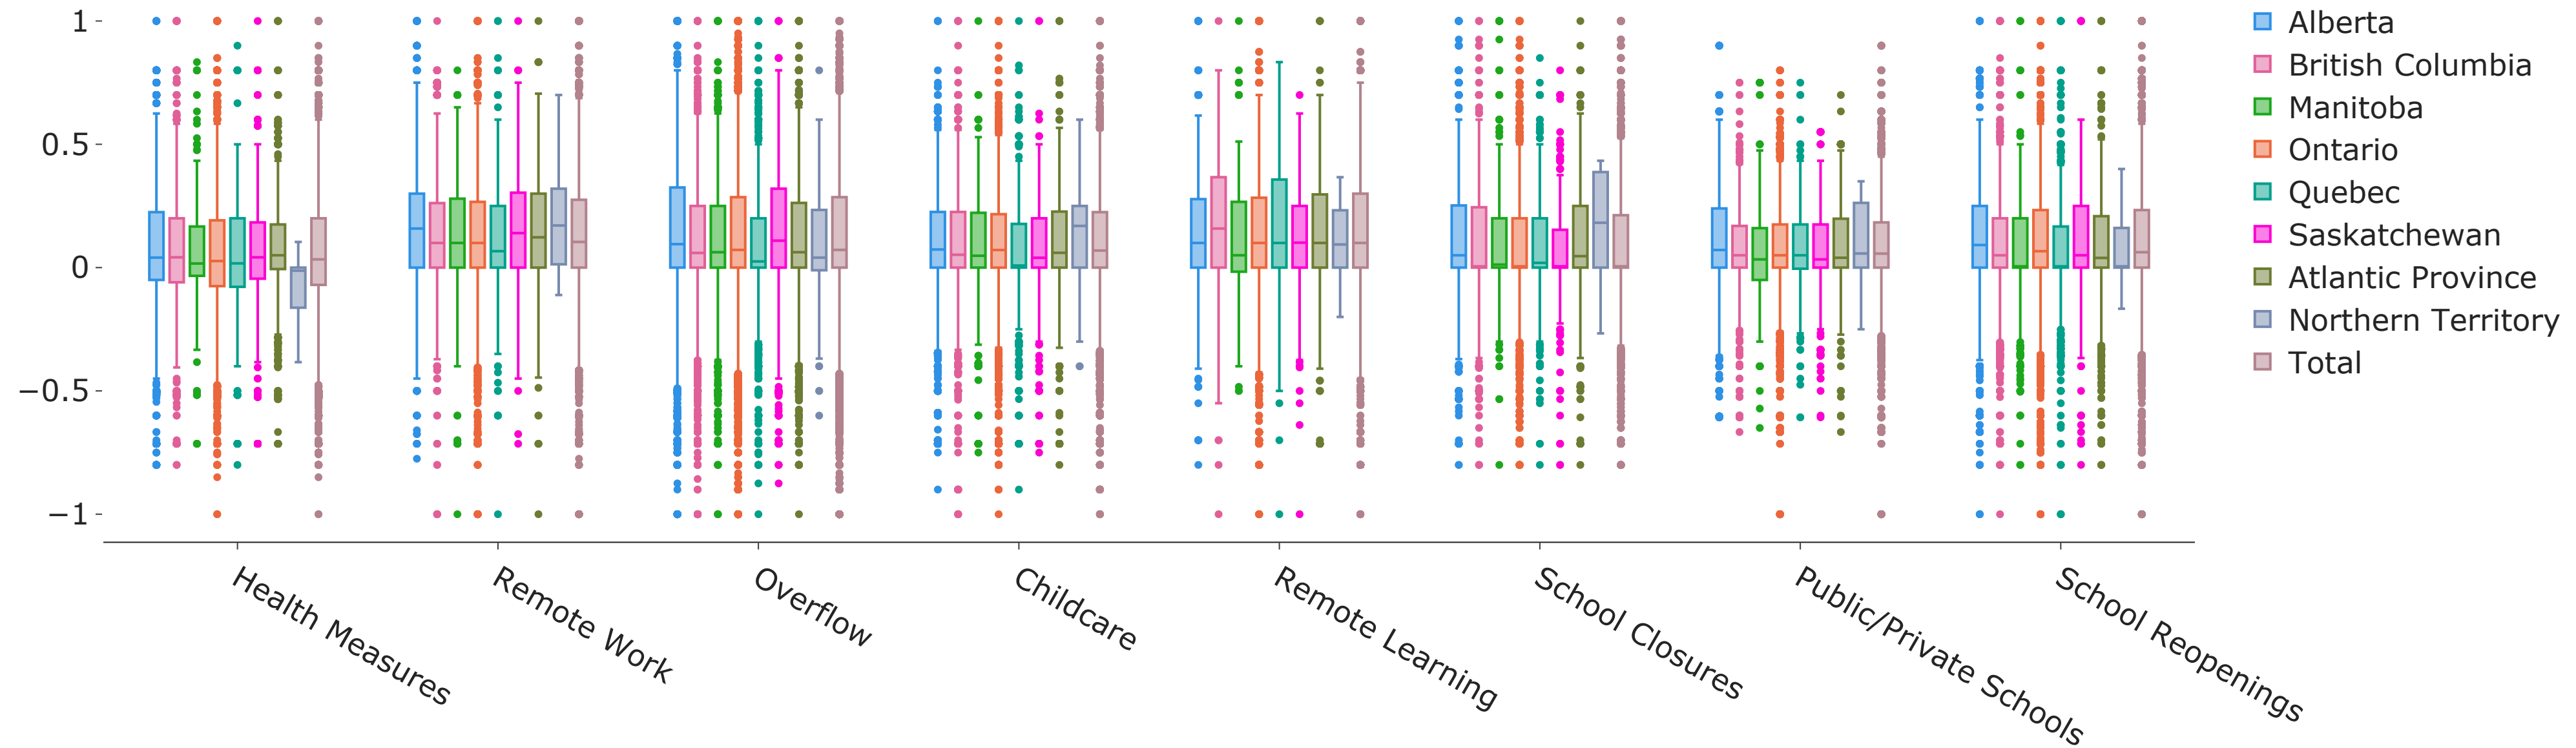 1
0.5
0
−0.5
−1
Health Measures
Remote Work
Overflow
Childcare
Remote Learning
School Closures
Public/Private Schools
School Reopenings
Alberta
British Columbia
Manitoba
Ontario
Quebec
Saskatchewan
Atlantic Province
Northern Territory
Total